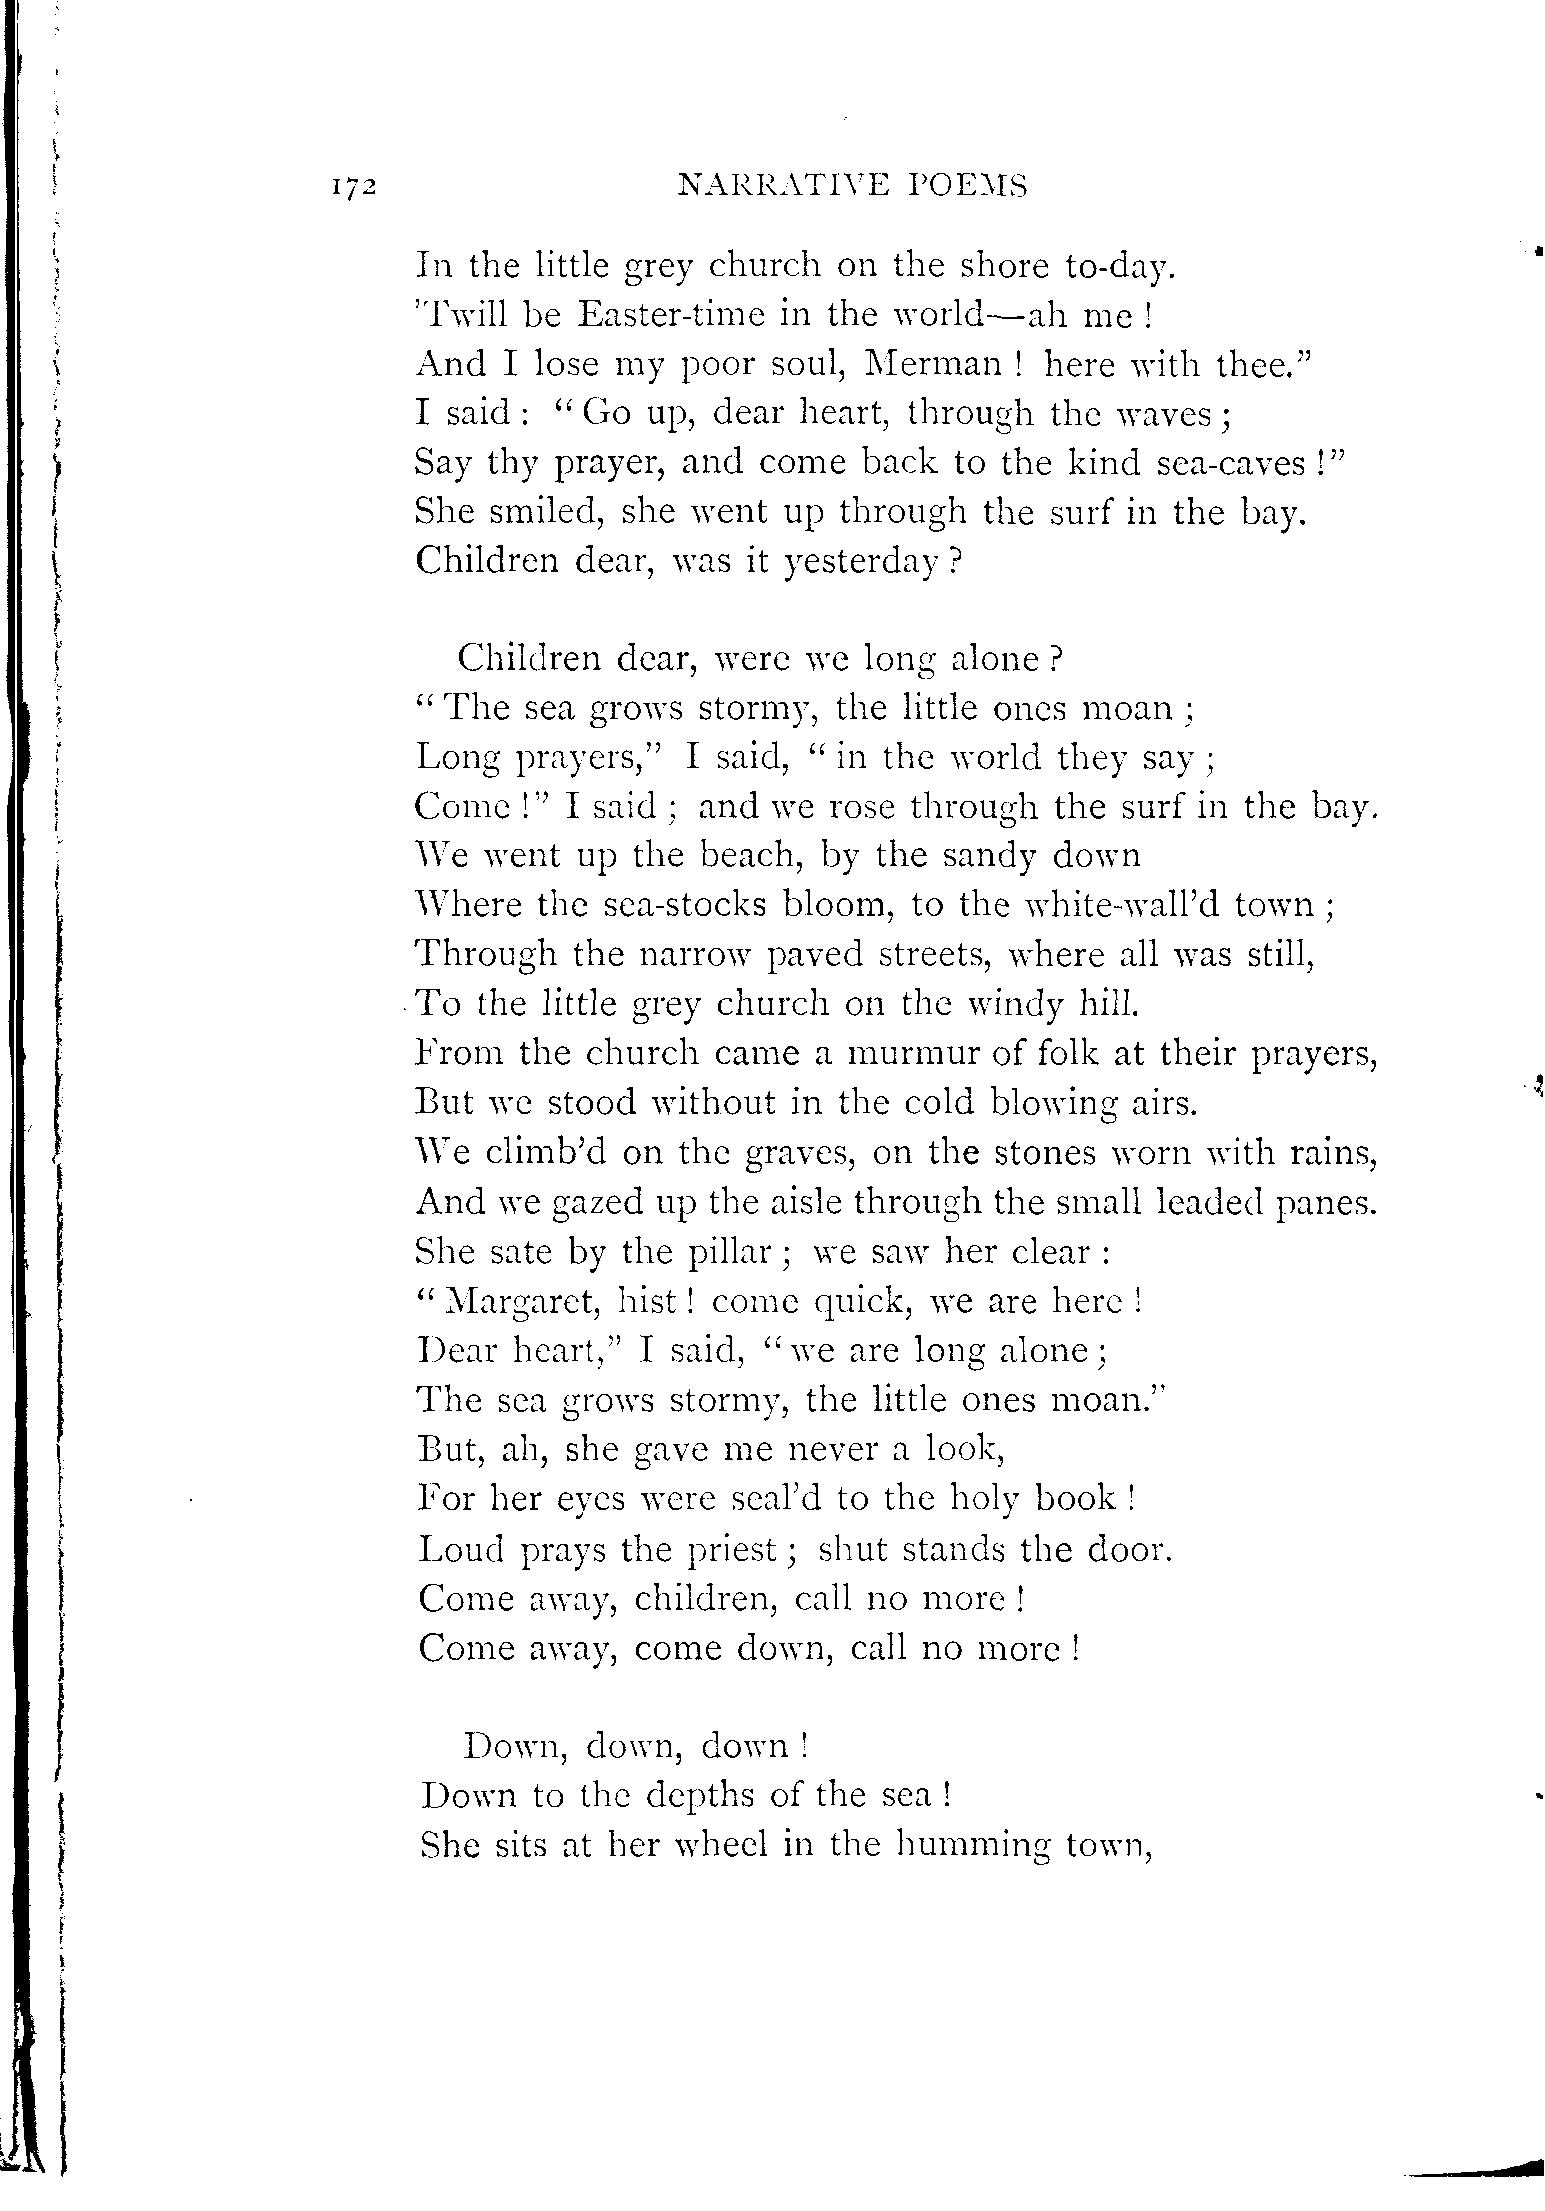 172 NARRATIVE POEMS
In the little grey church on the shore to-day.
'Twill be Easter-time in the world—ah me !
And I lose my poor soul, Merman ! here with thee.”
I said : “ Go up, dear heart, through the waves ;
Say thy prayer, and come back to the kind sea-caves !”
She smiled, she went up through the surf in the bay.
Children dear, was it yesterday ?
Children dear, were we long alone ?
“ The sea grows stormy, the little ones moan ;
Long prayers,” I said, “ in the world they say ;
Come !” I said ; and we rose through the surf in the bay.
We went up the beach, by the sandy down
Where the sea-stocks bloom, to the white-wall'd town ;
Through the narrow paved streets, where all was still,
To the little grey church on the windy hill.
From the church came a murmur of folk at their prayers,
But we stood without in the cold blowing airs.
We climb'd on the graves, on the stones worn with rains,
And we gazed up the aisle through the small leaded panes.
She sate by the pillar ; we saw her clear :
“ Margaret, hist ! come quick, we are here !
Dear heart,” I said, “ we are long alone ;
The sea grows stormy, the little ones moan.”
But, ah, she gave me never a look,
For her eyes were seal'd to the holy book !
Loud prays the priest ; shut stands the door.
Come away, children, call no more !
Come away, come down, call no more !
Down, down, down !
Down to the depths of the sea !
She sits at her wheel in the humming town,